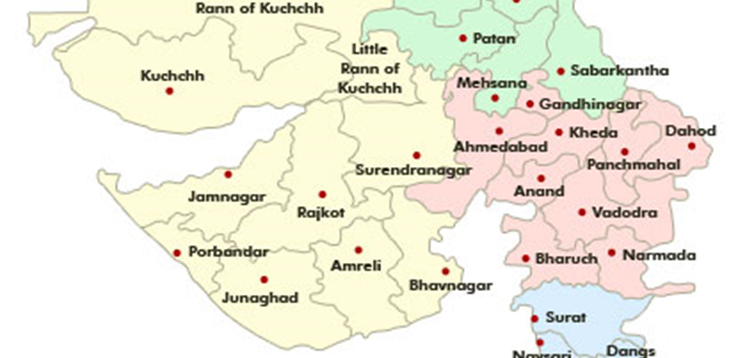 Rann of Kuchchh
Patan
Little
Rann of
Kuchchh
Kuchchh
Sabarkantha
Mehsana
Gandhinagar
Ahmedabad
Kheda
Dahod
Panchmahal
Surendranagar
Anand
Jamnagar
Rajkot
Vadodra
Porbandar
Amreli
Bharuch
Narmada
Junaghad
Bhavnagar
Surat
Navsari
Dangs